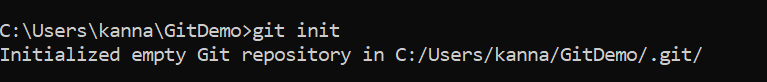 C:\Users\kanna\GitDemo>git init
Initialized empty Git repository in C:/Users/kanna/GitDemo/.git/